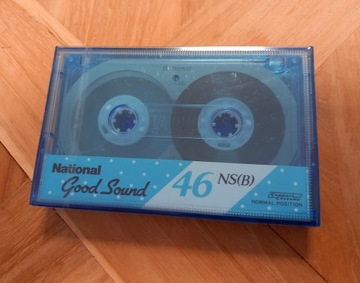 National
Good Sound
46 NS(B)
NORMAL POSITION